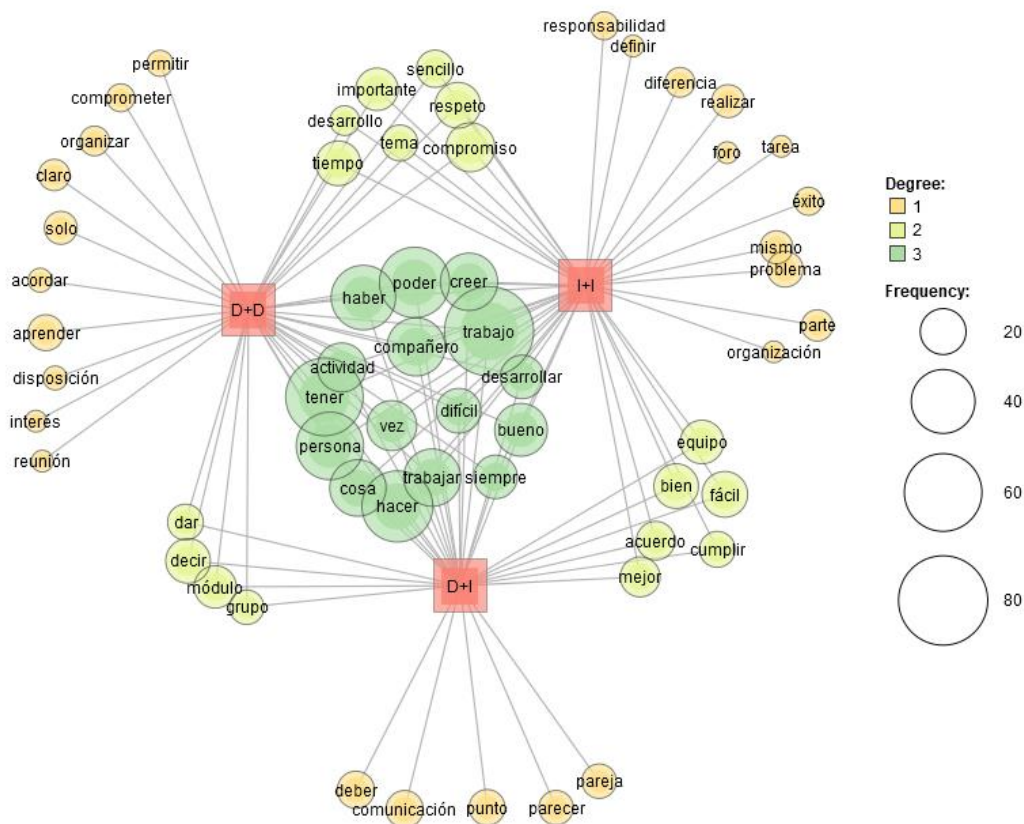 responsabilidad
definir
permitir
sencillo
importante
diferencia
comprometer
realizar
respeto
desarrollo
organizar
tema
compromiso
foro
tarea
tiempo
claro
Degree:
1
2
3
éxito
solo
mismo
problema
acordar
poder
creer
I+I
haber
D+D
Frequency:
20
aprender
trabajo
parte
compañero
organización
actividad
disposición
desarrollar
tener
40
interés
difícil
vez
bueno
persona
equipo
reunión
trabajar
siempre
cosa
bien
fácil
60
hacer
dar
acuerdo
cumplir
decir
mejor
módulo
D+I
grupo
80
pareja
deber
comunicación
punto
parecer